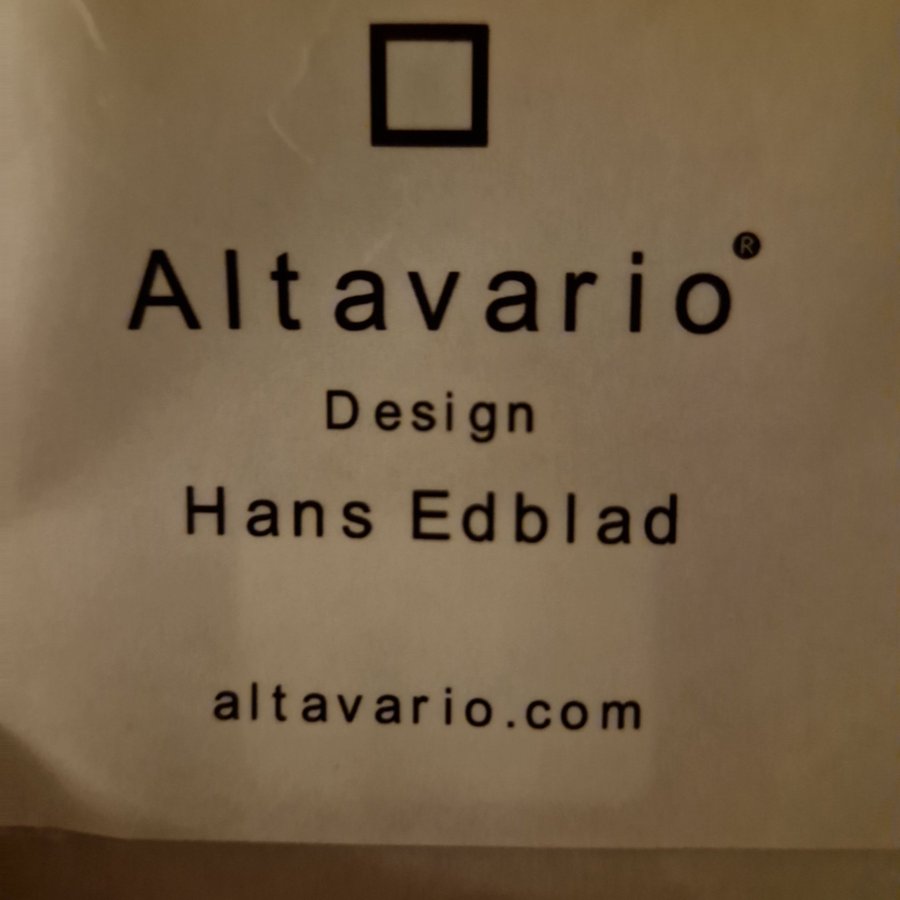 Altavario®
Design
Hans Edblad
altavario.com